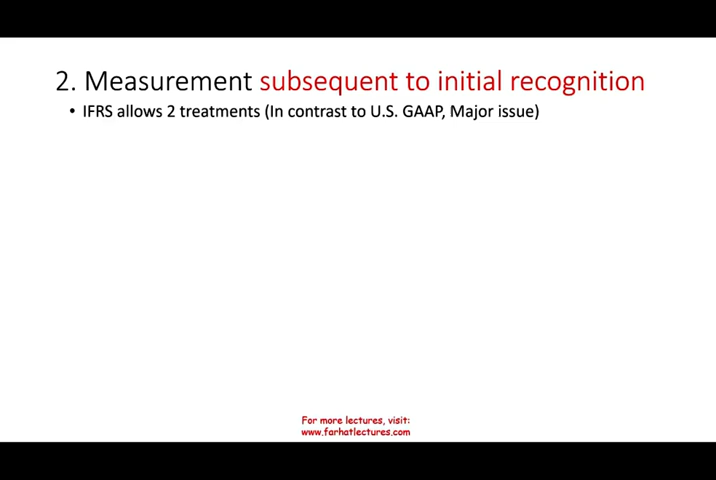 2. Measurement subsequent to initial recognition
• IFRS allows 2 treatments (In contrast to U.S. GAAP, Major issue)
For more lectures, visit:
www.farhatlectures.com